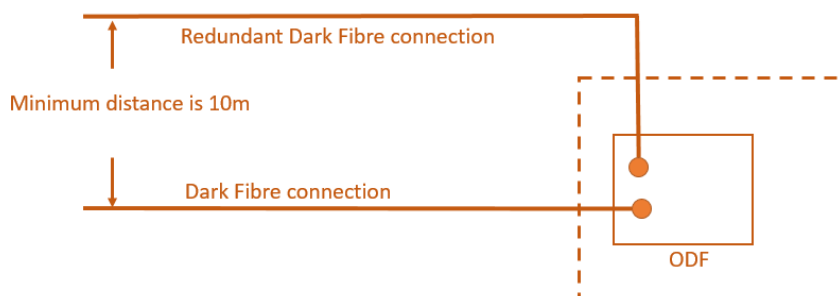 Redundant Dark Fibre connection
Minimum distance is 10m
Dark Fibre connection
ODF